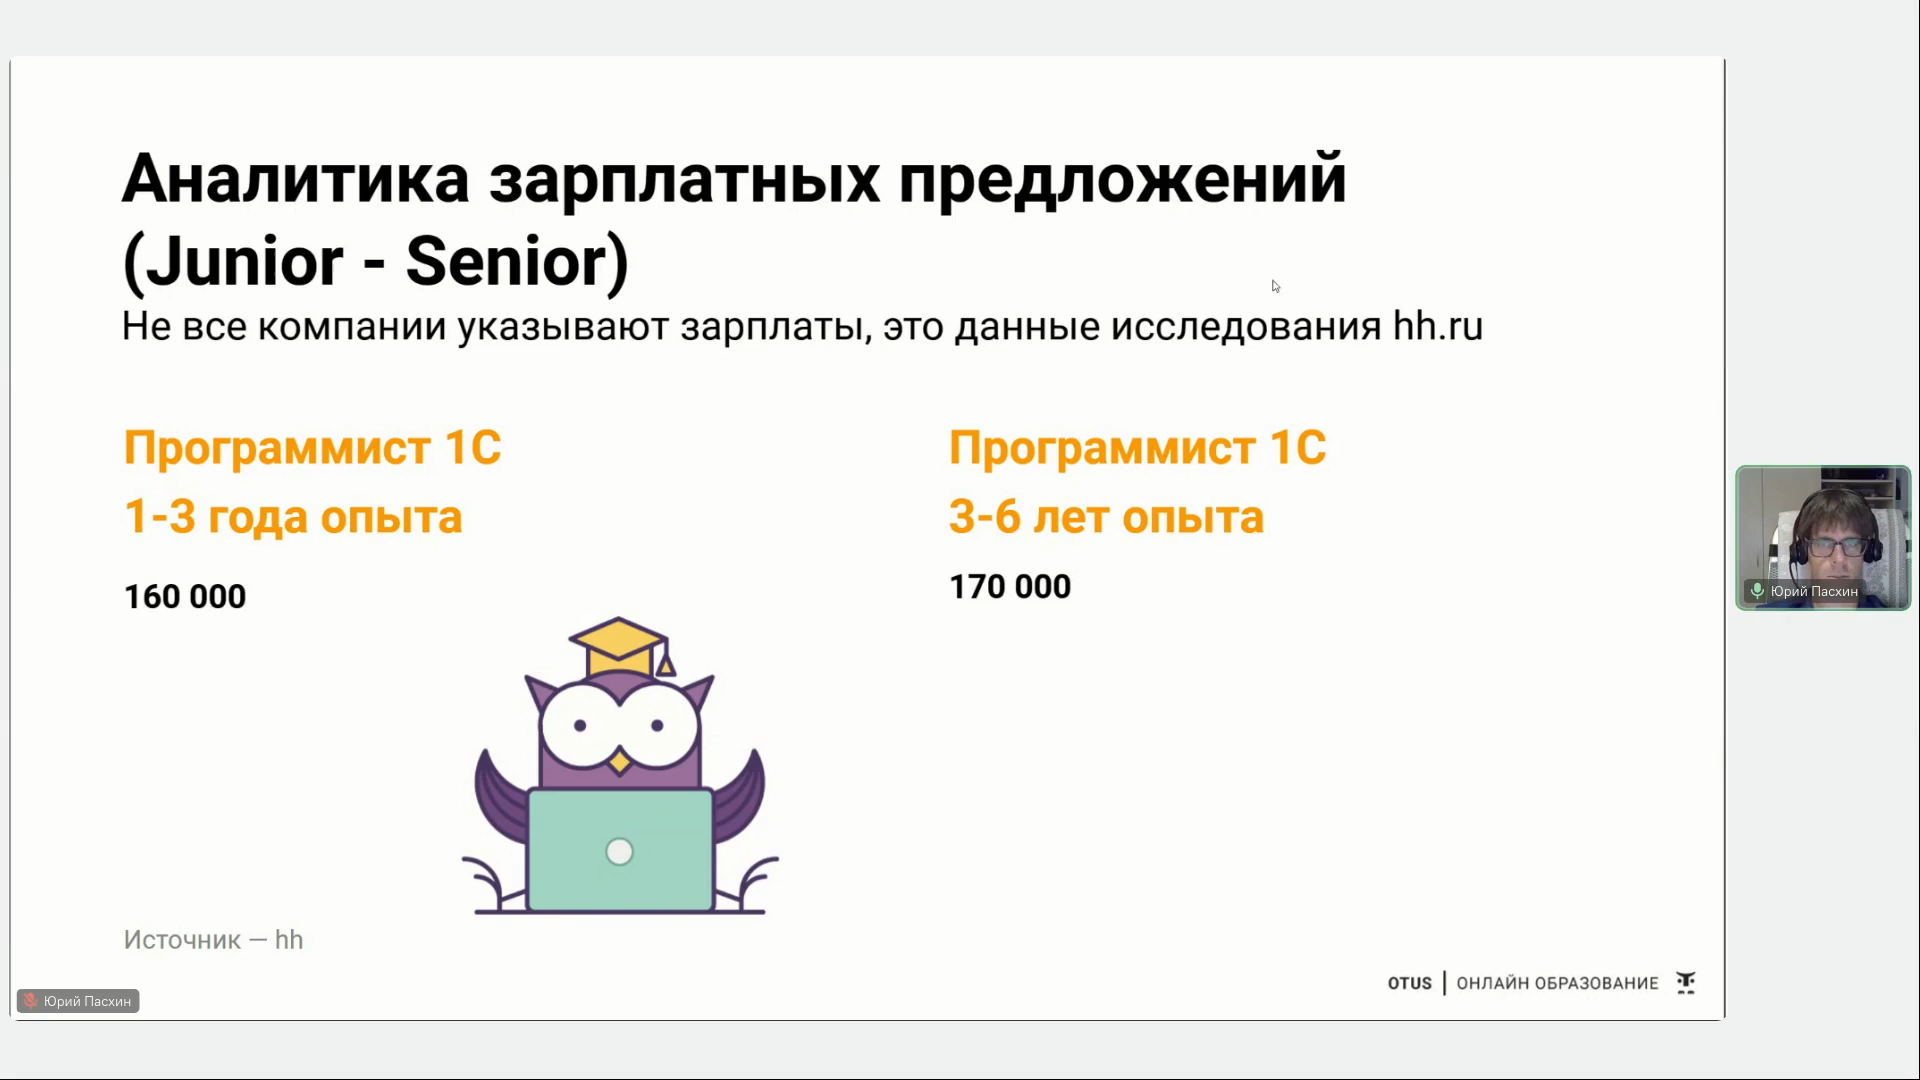 Аналитика зарплатных предложений
(Junior - Senior)
Не все компании указывают зарплаты, это данные исследования hh.ru
Программист 1С
1-3 года опыта
160 000
Программист 1С
3-6 лет опыта
170 000
Юрий Пасхин
Источник — hh
OTUS | ОНЛАЙН ОБРАЗОВАНИЕ
Юрий Пасхин